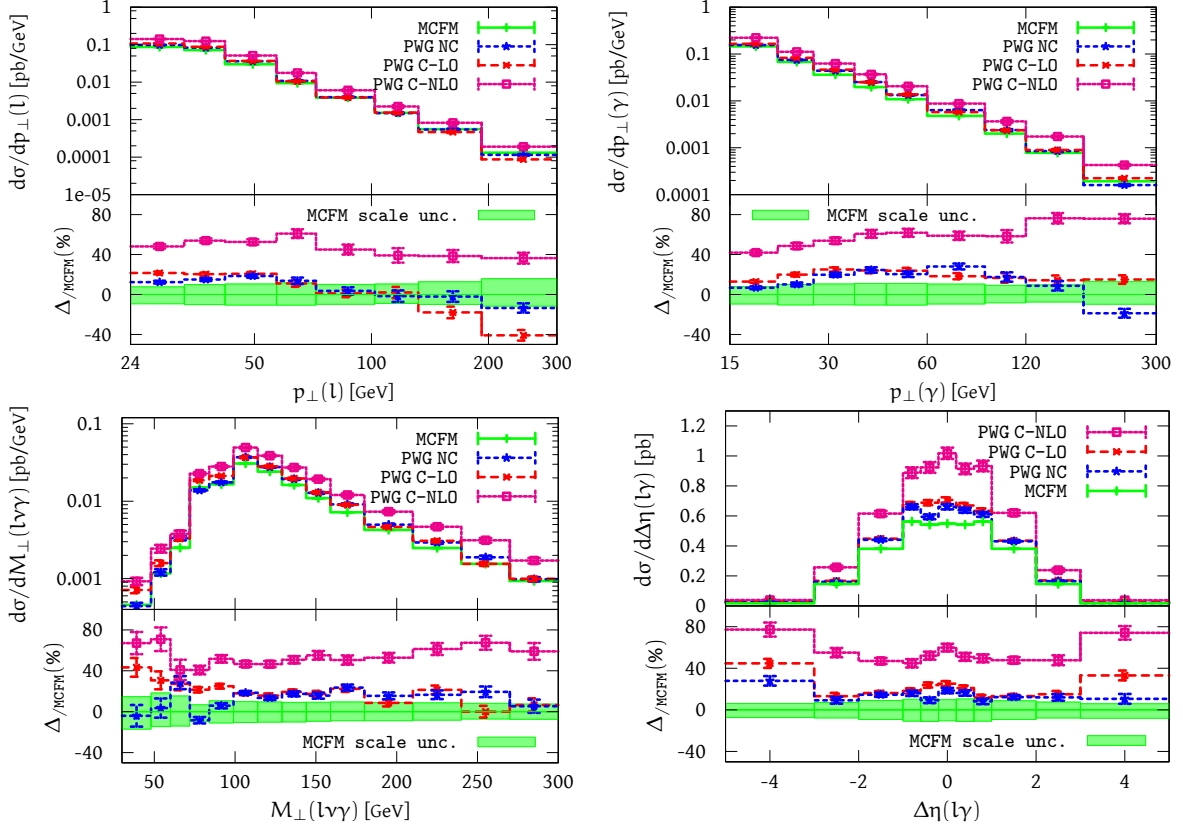 dσ/dp⊥(l) [pb/GeV]
1
0.1
0.01
0.001
0.0001
1e-05
MCFM
PWG NC
PWG C-LO
PWG C-NLO
Δ/MCFM(%)
80
40
0
-40
MCFM scale unc.
24 50 100 200 300
p⊥(l) [GeV]
dσ/dp⊥(γ) [pb/GeV]
1
0.1
0.01
0.001
0.0001
MCFM
PWG NC
PWG C-LO
PWG C-NLO
Δ/MCFM(%)
80
40
0
-40
MCFM scale unc.
15 30 60 120 300
p⊥(γ) [GeV]
dσ/dM⊥(lνγ) [pb/GeV]
0.1
0.01
0.001
MCFM
PWG NC
PWG C-LO
PWG C-NLO
Δ/MCFM(%)
80
40
0
-40
MCFM scale unc.
50 100 150 200 250 300
M⊥(lνγ) [GeV]
dσ/dΔη(lγ) [pb]
1.2
1
0.8
0.6
0.4
0.2
0
PWG C-NLO
PWG C-LO
PWG NC
MCFM
Δ/MCFM(%)
80
40
0
-40
MCFM scale unc.
-4 -2 0 2 4
Δη(lγ)